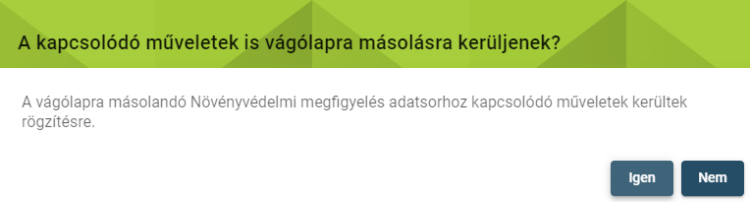 A kapcsolódó műveletek is vágólapra másolásra kerüljenek?
A vágólapra másolandó Növényvédelmi megfigyelés adatsorhoz kapcsolódó műveletek kerültek
rögzítésre.
Igen Nem